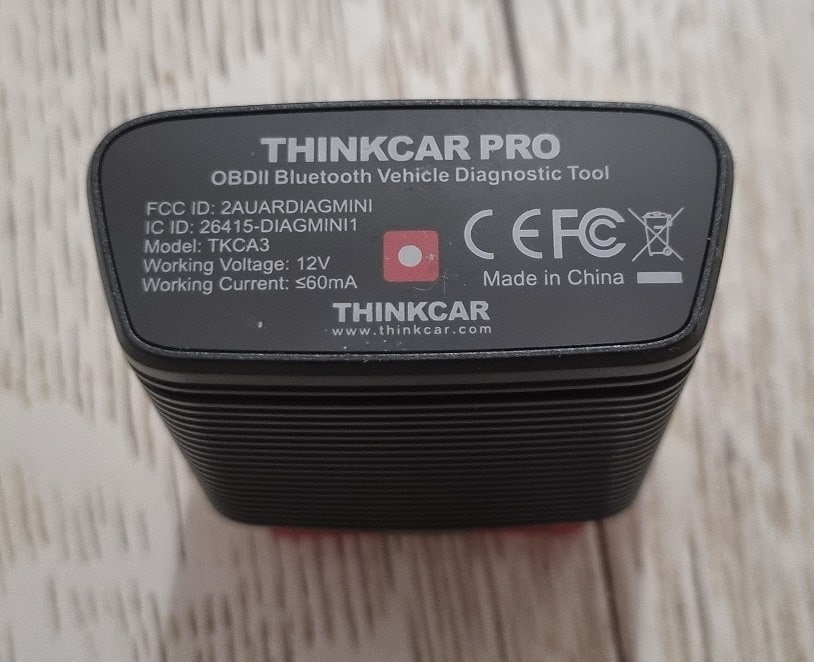 THINKCAR PRO
OBDII Bluetooth Vehicle Diagnostic Tool
FCC ID: 2AUARDIAGMINI
IC ID: 26415-DIAGMINI1
Model: TKCA3
Working Voltage: 12V
Working Current: ≤60mA
CE FC
Made in China
THINKCAR
www.thinkcar.com